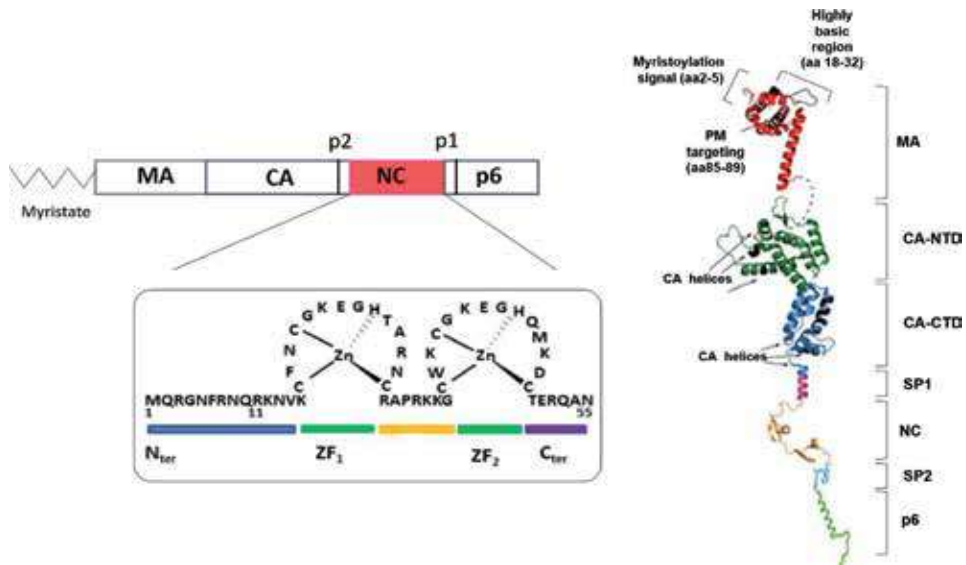 p2
p1
MA
CA
NC
p6
Myristate
C F N C G K E G H T A R N C
Zn
C W K C G K E G H Q M K D C
Zn
MQRGNFRNQRKNVK
RAPRKKG
TERQAN
1
11
55
Nter
ZF1
ZF2
Cter
Highly
basic
region
(aa 18-32)
Myristoylation
signal (aa2-5)
PM
targeting
(aa85-89)
CA helices
CA helices
MA
CA-NTD
CA-CTD
SP1
NC
SP2
p6